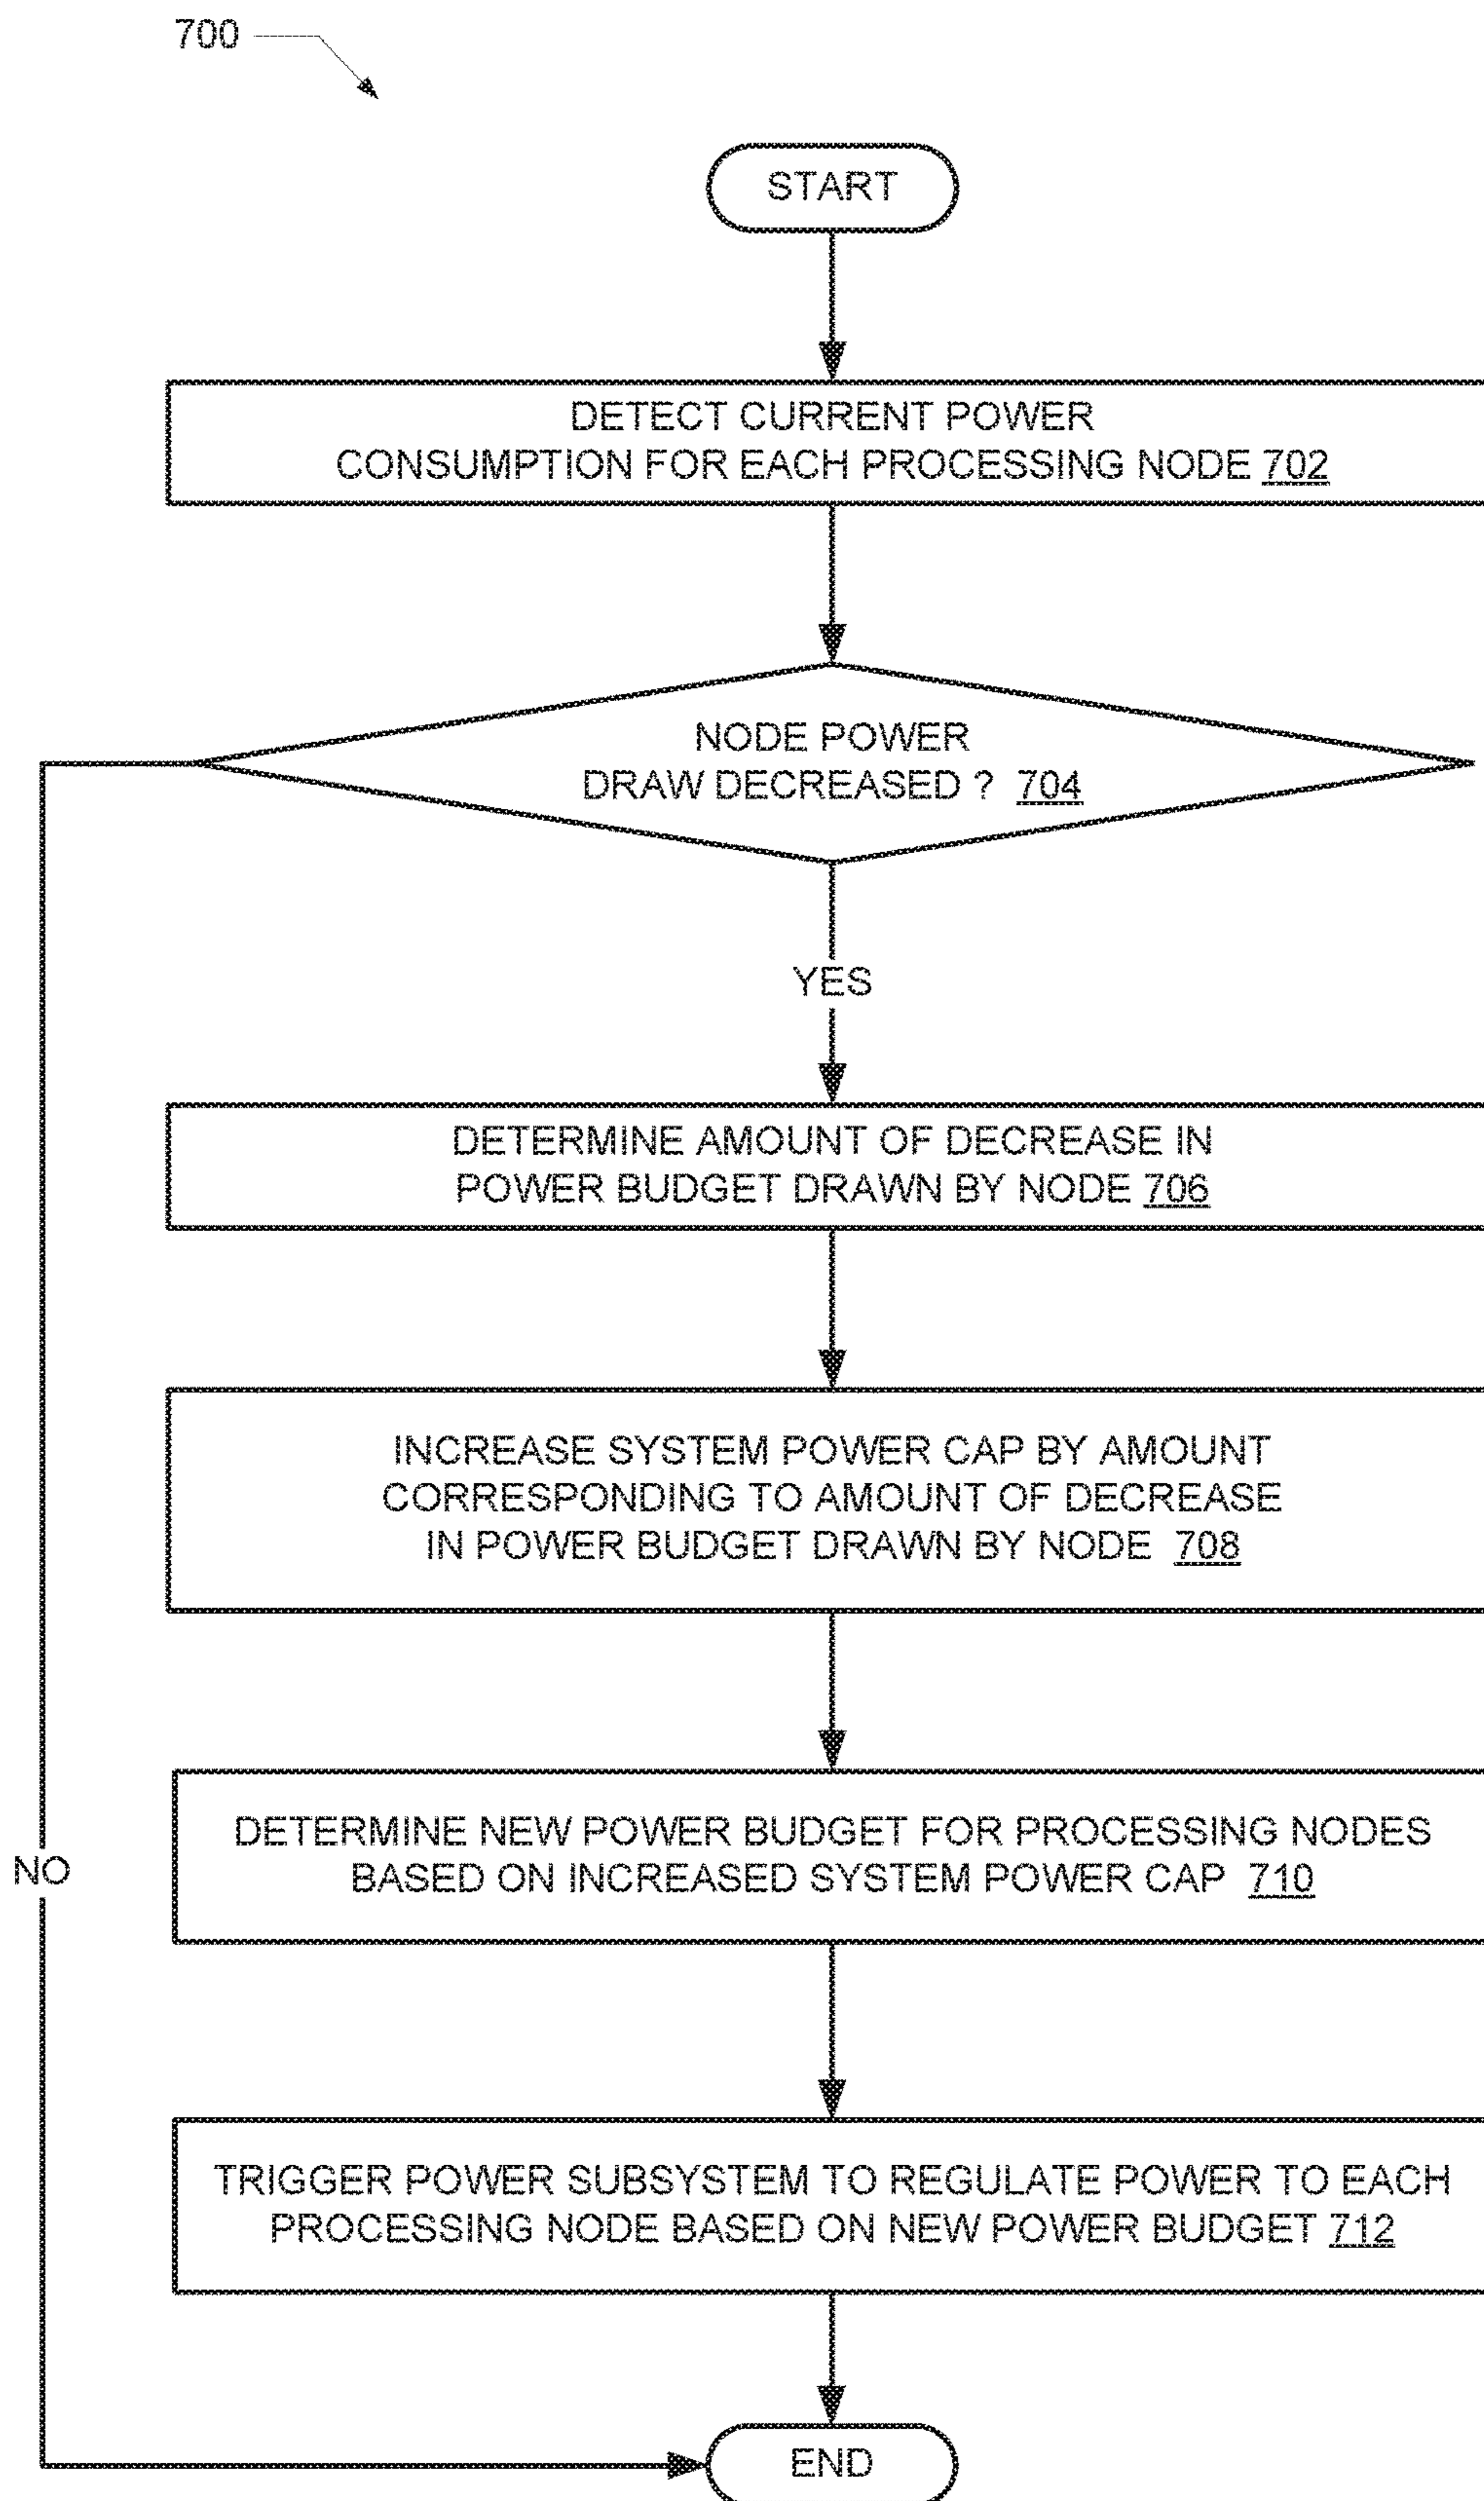 700
START
DETECT CURRENT POWER
CONSUMPTION FOR EACH PROCESSING NODE 702
NODE POWER
DRAW DECREASED ? 704
YES
DETERMINE AMOUNT OF DECREASE IN
POWER BUDGET DRAWN BY NODE 706
INCREASE SYSTEM POWER CAP BY AMOUNT
CORRESPONDING TO AMOUNT OF DECREASE
IN POWER BUDGET DRAWN BY NODE 708
DETERMINE NEW POWER BUDGET FOR PROCESSING NODES
BASED ON INCREASED SYSTEM POWER CAP 710
NO
TRIGGER POWER SUBSYSTEM TO REGULATE POWER TO EACH
PROCESSING NODE BASED ON NEW POWER BUDGET 712
END